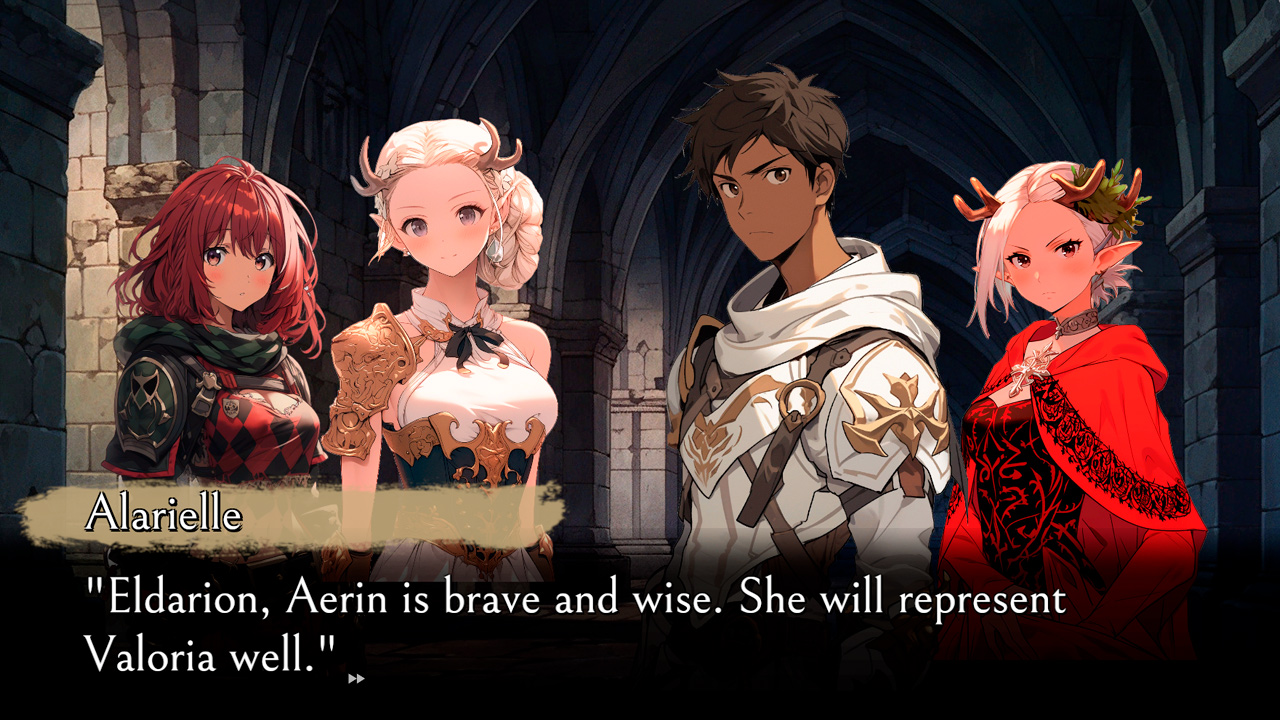 Alarielle
"Eldarion, Aerin is brave and wise. She will represent
Valoria well."